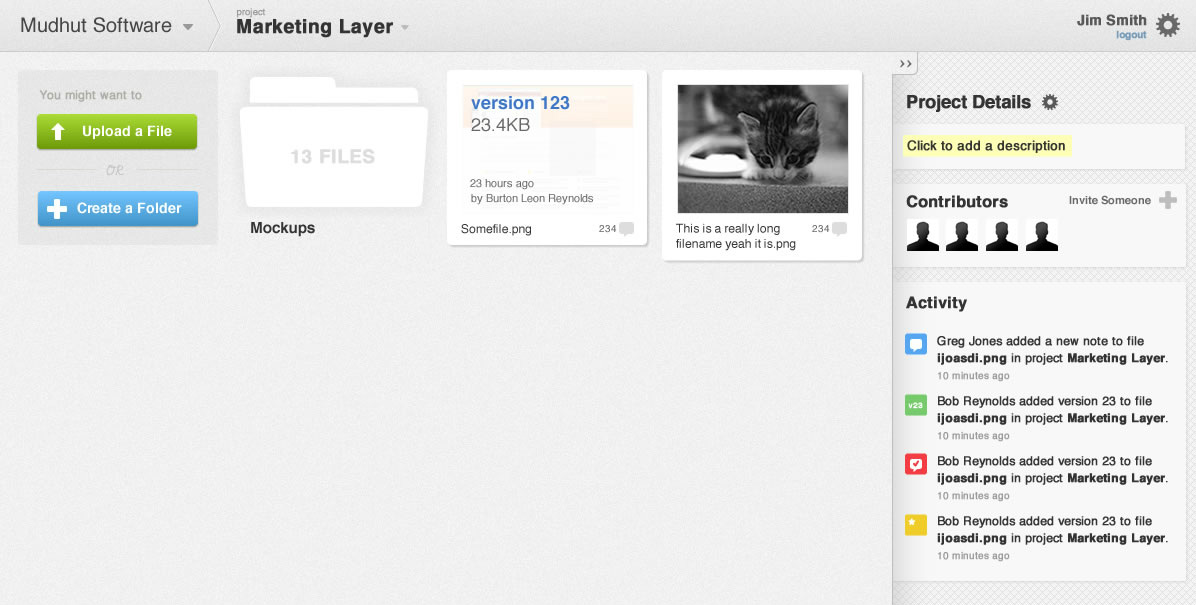 Mudhut Software
project
Marketing Layer
Jim Smith
logout
You might want to
Upload a File
OR
Create a Folder
13 FILES
Mockups
version 123
23.4KB
23 hours ago
by Burton Leon Reynolds
Somefile.png
234
This is a really long
filename yeah it is.png
234
Project Details
Click to add a description
Contributors
Invite Someone
Activity
Greg Jones added a new note to file
ijoasdi.png in project Marketing Layer.
10 minutes ago
v23
Bob Reynolds added version 23 to file
ijoasdi.png in project Marketing Layer.
10 minutes ago
Bob Reynolds added version 23 to file
ijoasdi.png in project Marketing Layer.
10 minutes ago
Bob Reynolds added version 23 to file
ijoasdi.png in project Marketing Layer.
10 minutes ago